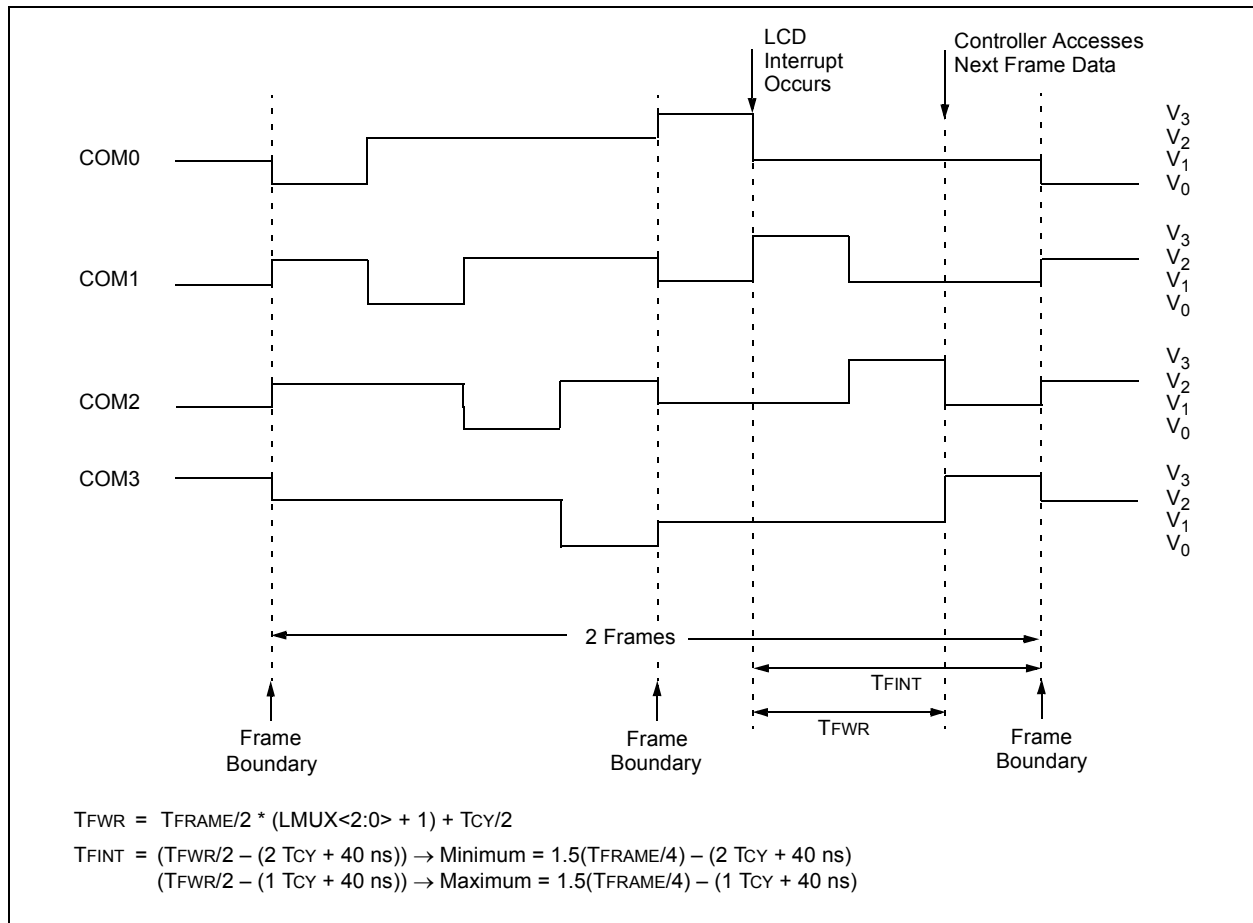 LCD
Interrupt
Occurs
Controller Accesses
Next Frame Data
COM0
V3
V2
V1
V0
COM1
V3
V2
V1
V0
COM2
V3
V2
V1
V0
COM3
V3
V2
V1
V0
2 Frames
TFINT
TFWR
Frame
Boundary
Frame
Boundary
Frame
Boundary
TFWR = TFRAME/2 * (LMUX<2:0> + 1) + TCY/2
TFINT = (TFWR/2 – (2 TCY + 40 ns)) → Minimum = 1.5(TFRAME/4) – (2 TCY + 40 ns)
(TFWR/2 – (1 TCY + 40 ns)) → Maximum = 1.5(TFRAME/4) – (1 TCY + 40 ns)